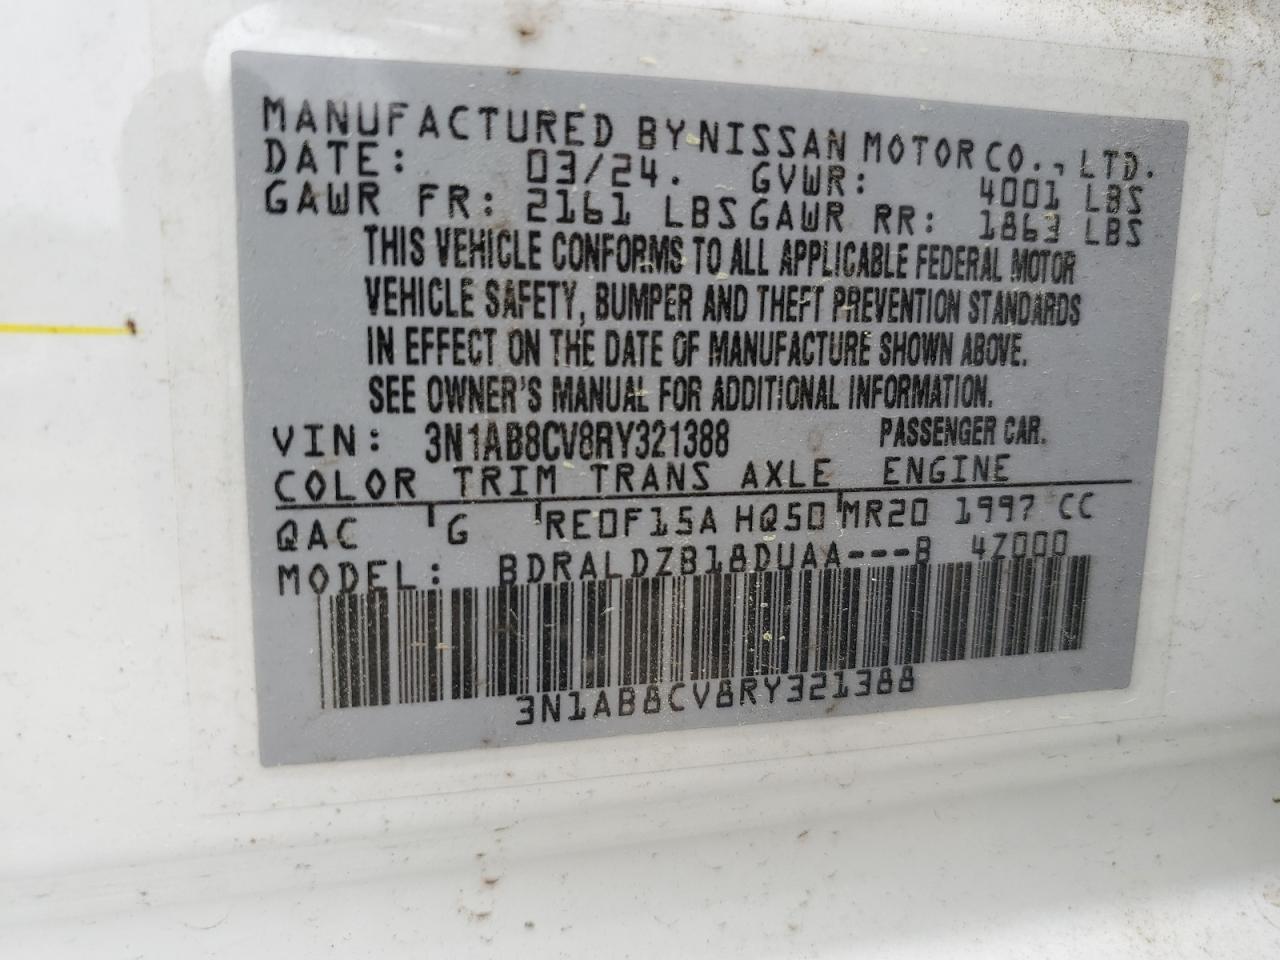 MANUFACTURED BY NISSAN MOTOR CO., LTD.
DATE: 03/24. GVWR: 4001 LBS
GAWR FR: 2161 LBS GAWR RR: 1863 LBS
THIS VEHICLE CONFORMS TO ALL APPLICABLE FEDERAL MOTOR
VEHICLE SAFETY, BUMPER AND THEFT PREVENTION STANDARDS
IN EFFECT ON THE DATE OF MANUFACTURE SHOWN ABOVE.
SEE OWNER'S MANUAL FOR ADDITIONAL INFORMATION.
VIN: 3N1AB8CV8RY321388 PASSENGER CAR.
COLOR TRIM TRANS AXLE ENGINE
QAC G RE0F15A HQ50 MR20 1997 CC
MODEL: BDRALDZB18DUAA---B 4Z000
3N1AB8CV8RY321388